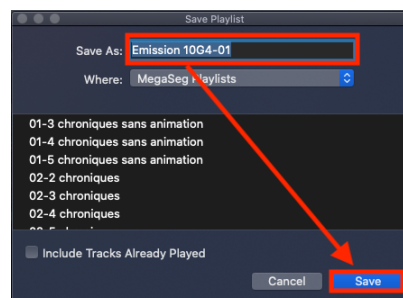 Save Playlist
Save As: Emission 10G4-01
Where: MegaSeg Playlists
01-3 chroniques sans animation
01-4 chroniques sans animation
01-5 chroniques sans animation
02-2 chroniques
02-3 chroniques
02-4 chroniques
Include Tracks Already Played
Cancel Save